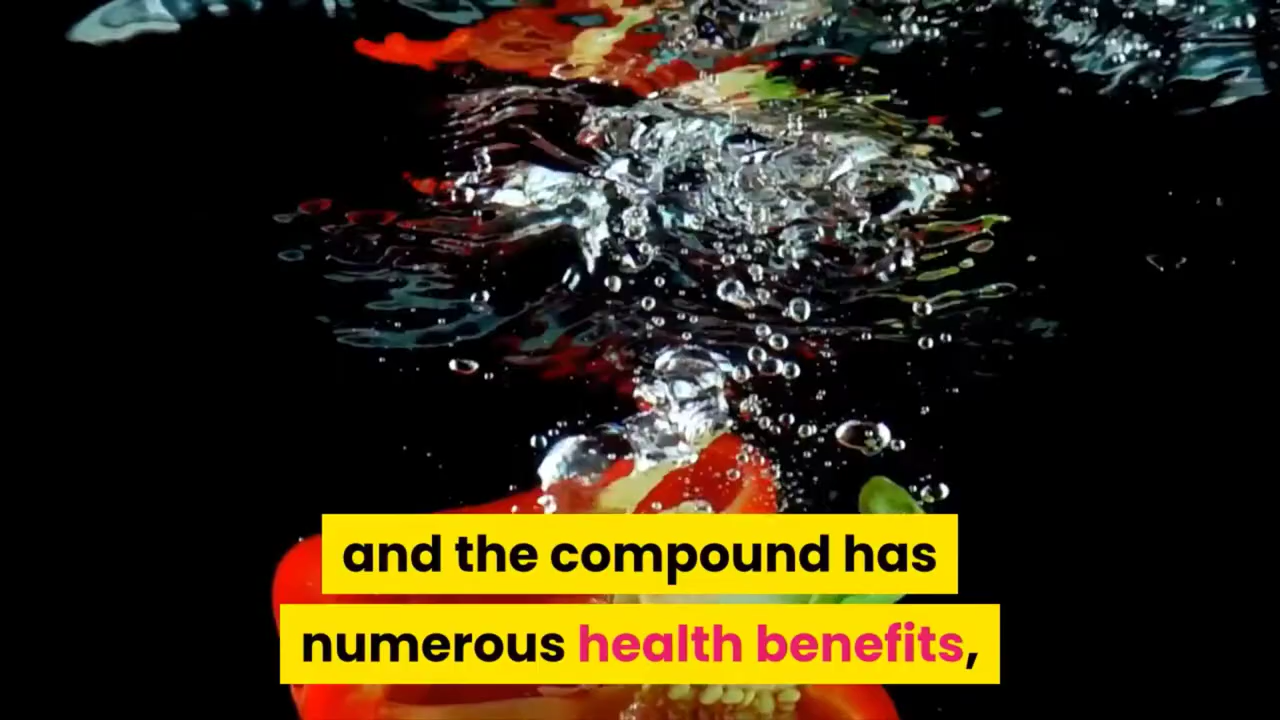 and the compound has
numerous health benefits,